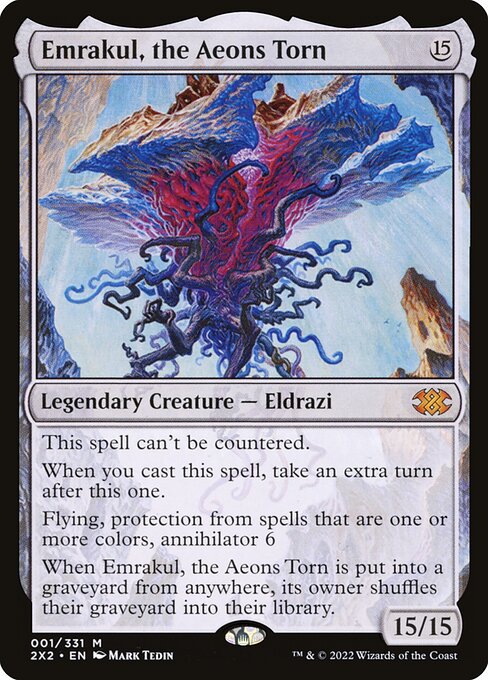 Emrakul, the Aeons Torn 15
Legendary Creature — Eldrazi
This spell can't be countered.
When you cast this spell, take an extra turn
after this one.
Flying, protection from spells that are one or
more colors, annihilator 6
When Emrakul, the Aeons Torn is put into a
graveyard from anywhere, its owner shuffles
their graveyard into their library.
15/15
001/331 M
2X2 • EN Mark Tedin
™ & © 2022 Wizards of the Coast